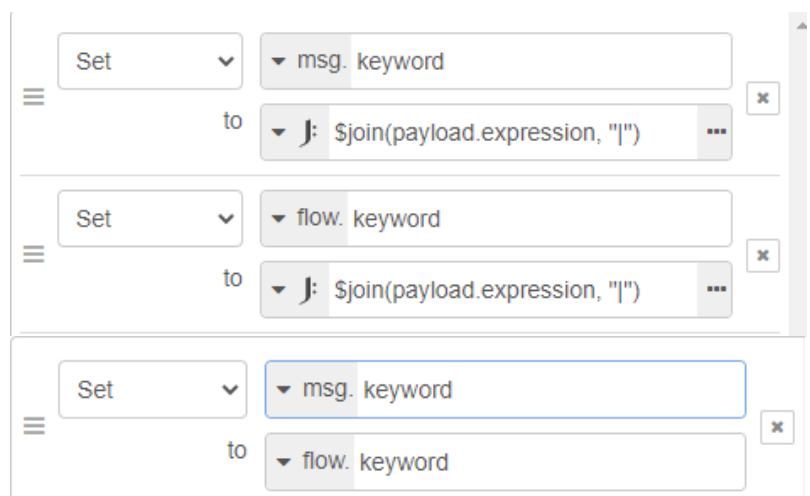 Set msg. keyword
to $join(payload.expression, "|")
Set flow. keyword
to $join(payload.expression, "|")
Set msg. keyword
to flow. keyword